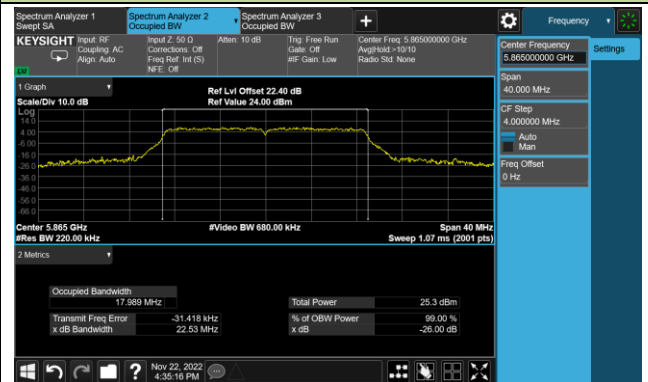 Spectrum Analyzer 1
Swept SA
Spectrum Analyzer 2
Occupied BW
Spectrum Analyzer 3
Occupied BW
Frequency
KEYSIGHT
Input: RF
Coupling: AC
Align: Auto
Input Z: 50 Ω
Corrections: Off
Freq Ref: Int (S)
NFE: Off
Atten: 10 dB
Trig: Free Run
Gate: Off
#IF Gain: Low
Center Freq: 5.865000000 GHz
Avg|Hold:>10/10
Radio Std: None
Center Frequency
5.865000000 GHz
Settings
Span
40.000 MHz
CF Step
4.000000 MHz
Auto
Man
Freq Offset
0 Hz
1 Graph
Scale/Div 10.0 dB
Ref Lvl Offset 22.40 dB
Ref Value 24.00 dBm
Log
14.0
4.00
-6.00
-16.0
-26.0
-36.0
-46.0
-56.0
-66.0
Center 5.865 GHz
#Video BW 680.00 kHz
Span 40 MHz
#Res BW 220.00 kHz
Sweep 1.07 ms (2001 pts)
2 Metrics
Occupied Bandwidth
17.989 MHz
Total Power
25.3 dBm
Transmit Freq Error
-31.418 kHz
% of OBW Power
99.00 %
x dB Bandwidth
22.53 MHz
x dB
-26.00 dB
Nov 22, 2022
4:35:16 PM